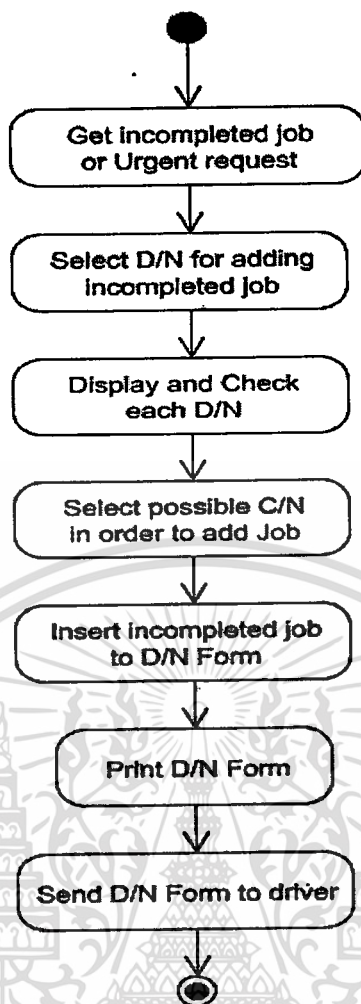 Get incompleted job
or Urgent request
Select D/N for adding
incompleted job
Display and Check
each D/N
Select possible C/N
in order to add Job
Insert incompleted job
to D/N Form
Print D/N Form
Send D/N Form to driver